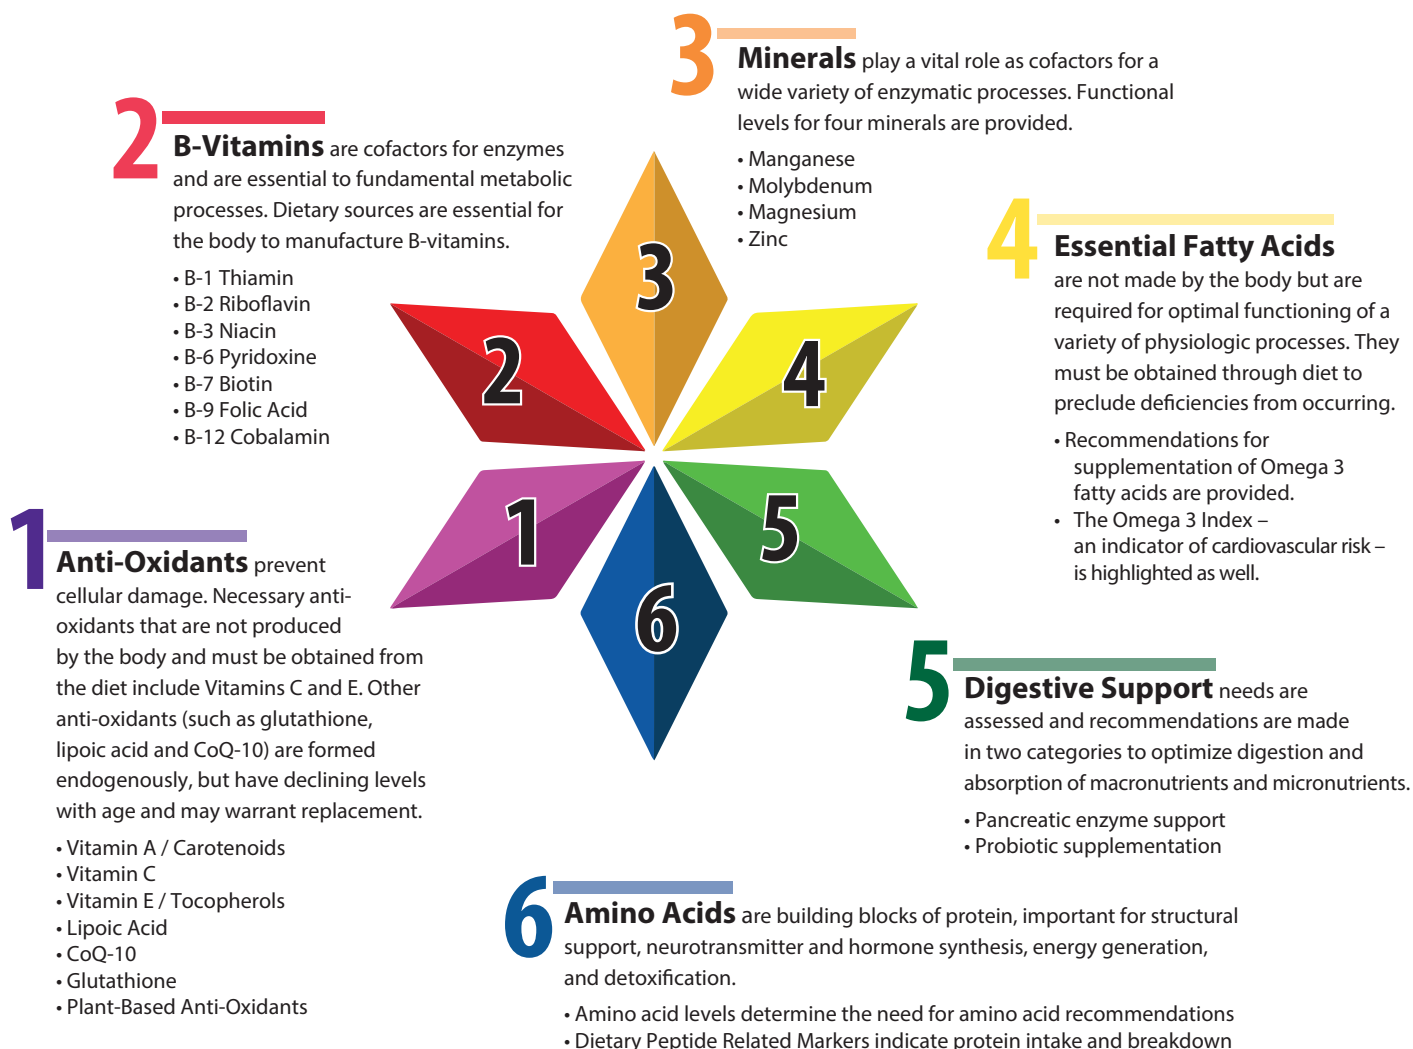 3
Minerals play a vital role as cofactors for a
wide variety of enzymatic processes. Functional
levels for four minerals are provided.
• Manganese
• Molybdenum
• Magnesium
• Zinc
2
B-Vitamins are cofactors for enzymes
and are essential to fundamental metabolic
processes. Dietary sources are essential for
the body to manufacture B-vitamins.
• B-1 Thiamin
• B-2 Riboflavin
• B-3 Niacin
• B-6 Pyridoxine
• B-7 Biotin
• B-9 Folic Acid
• B-12 Cobalamin
4
Essential Fatty Acids
are not made by the body but are
required for optimal functioning of a
variety of physiologic processes. They
must be obtained through diet to
preclude deficiencies from occurring.
• Recommendations for
supplementation of Omega 3
fatty acids are provided.
• The Omega 3 Index –
an indicator of cardiovascular risk –
is highlighted as well.
3
2
4
1
5
6
1
Anti-Oxidants prevent
cellular damage. Necessary anti-
oxidants that are not produced
by the body and must be obtained from
the diet include Vitamins C and E. Other
anti-oxidants (such as glutathione,
lipoic acid and CoQ-10) are formed
endogenously, but have declining levels
with age and may warrant replacement.
• Vitamin A / Carotenoids
• Vitamin C
• Vitamin E / Tocopherols
• Lipoic Acid
• CoQ-10
• Glutathione
• Plant-Based Anti-Oxidants
5
Digestive Support needs are
assessed and recommendations are made
in two categories to optimize digestion and
absorption of macronutrients and micronutrients.
• Pancreatic enzyme support
• Probiotic supplementation
6
Amino Acids are building blocks of protein, important for structural
support, neurotransmitter and hormone synthesis, energy generation,
and detoxification.
• Amino acid levels determine the need for amino acid recommendations
• Dietary Peptide Related Markers indicate protein intake and breakdown